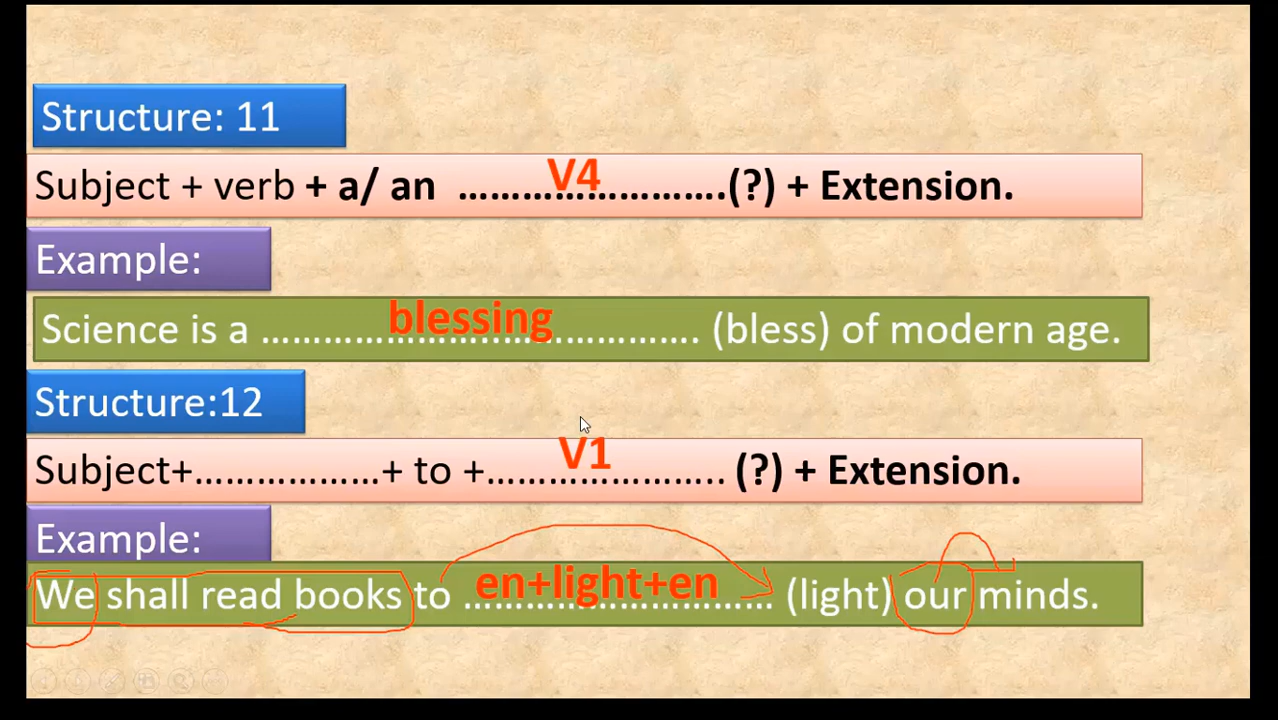 Structure: 11
Subject + verb + a/ an ………V4……………….(?) + Extension.
Example:
Science is a …………blessing……………. (bless) of modern age.
Structure:12
Subject+………………+ to +………V1………….. (?) + Extension.
Example:
We shall read books to en+light+en………… (light) our minds.